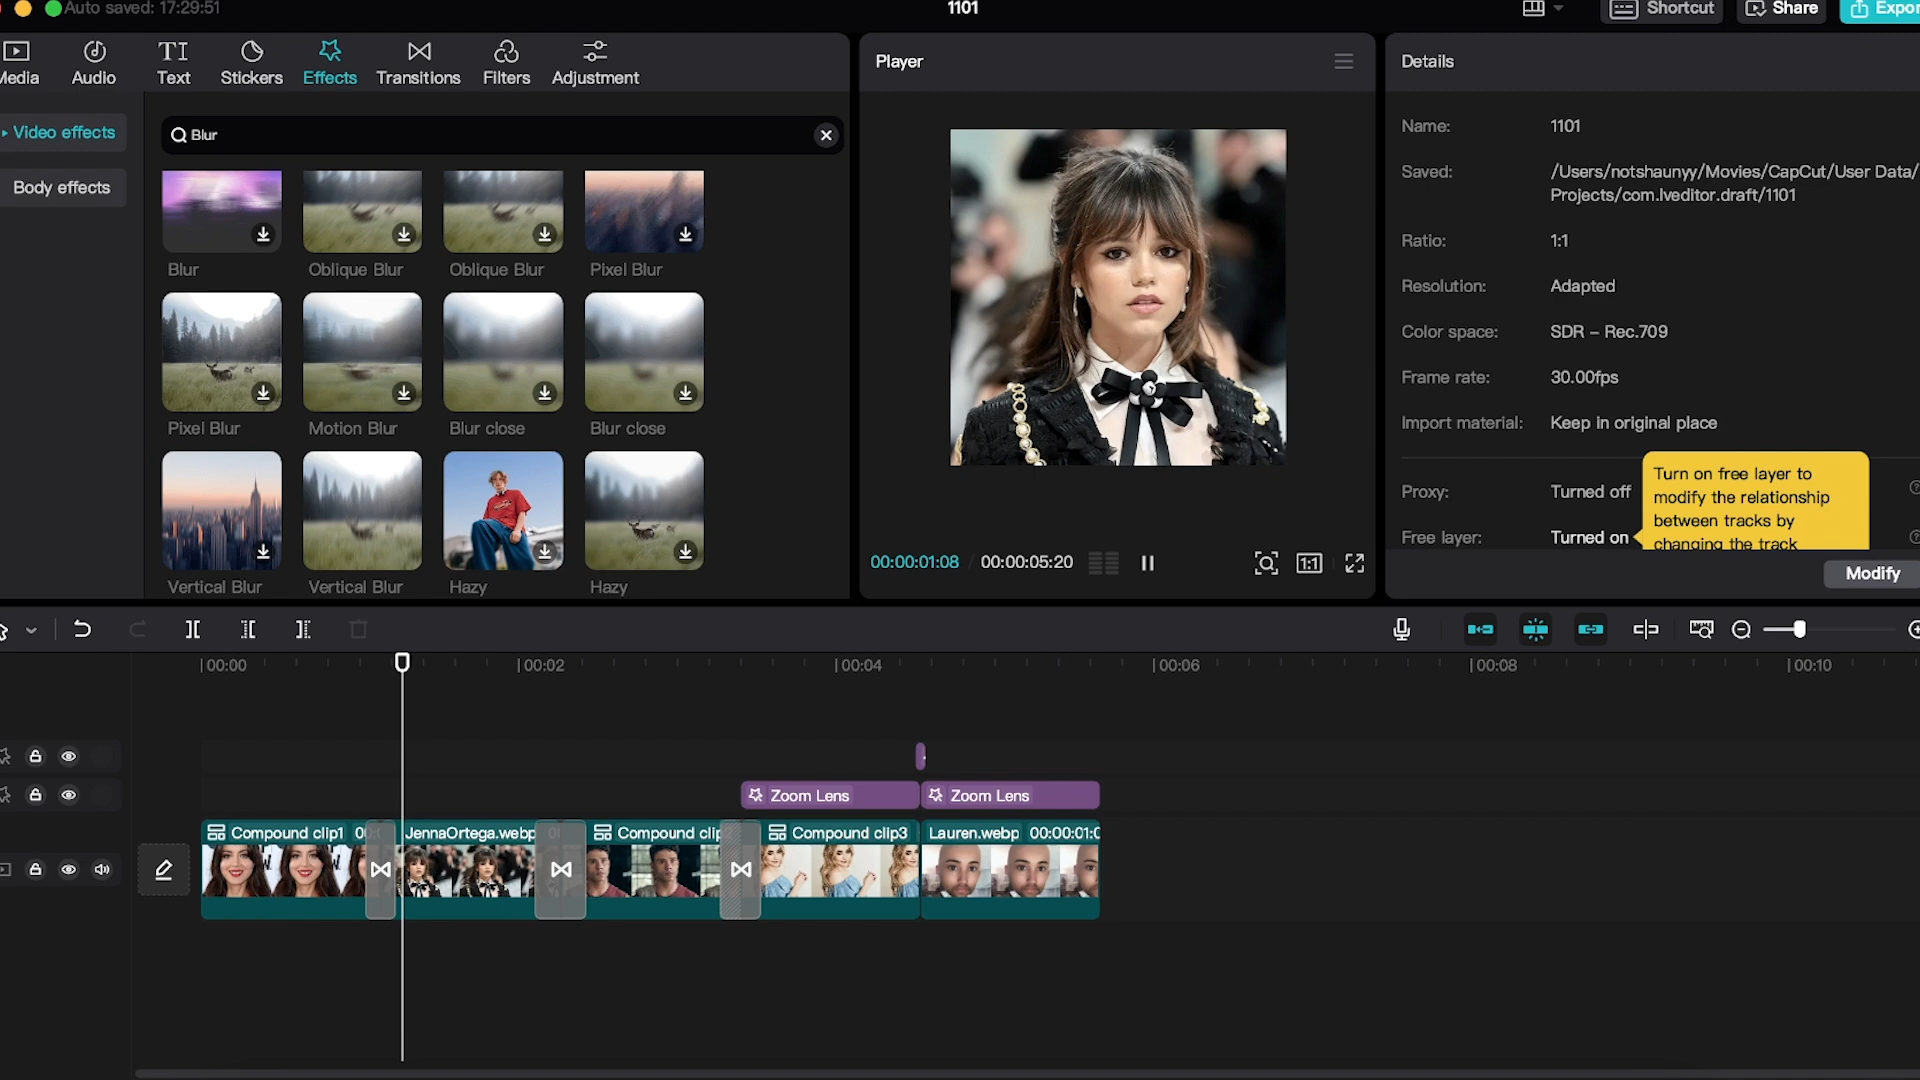 Auto saved: 17:29:51
1101
Shortcut
Share
Audio
Text
Stickers
Effects
Transitions
Filters
Adjustment
Video effects
Body effects
Blur
Blur
Oblique Blur
Oblique Blur
Pixel Blur
Pixel Blur
Motion Blur
Blur close
Blur close
Vertical Blur
Vertical Blur
Hazy
Hazy
Player
00:00:01:08 / 00:00:05:20
1:1
Details
Name: 1101
Saved: /Users/notshaunyy/Movies/CapCut/User Data/
Projects/com.lveditor.draft/1101
Ratio: 1:1
Resolution: Adapted
Color space: SDR – Rec.709
Frame rate: 30.00fps
Import material: Keep in original place
Proxy: Turned off
Free layer: Turned on
Turn on free layer to
modify the relationship
between tracks by
changing the track
Modify
00:00
00:02
00:04
00:06
00:08
00:10
Zoom Lens
Zoom Lens
Compound clip1
JennaOrtega.webp
Compound clip
Compound clip3
Lauren.webp 00:00:01:0